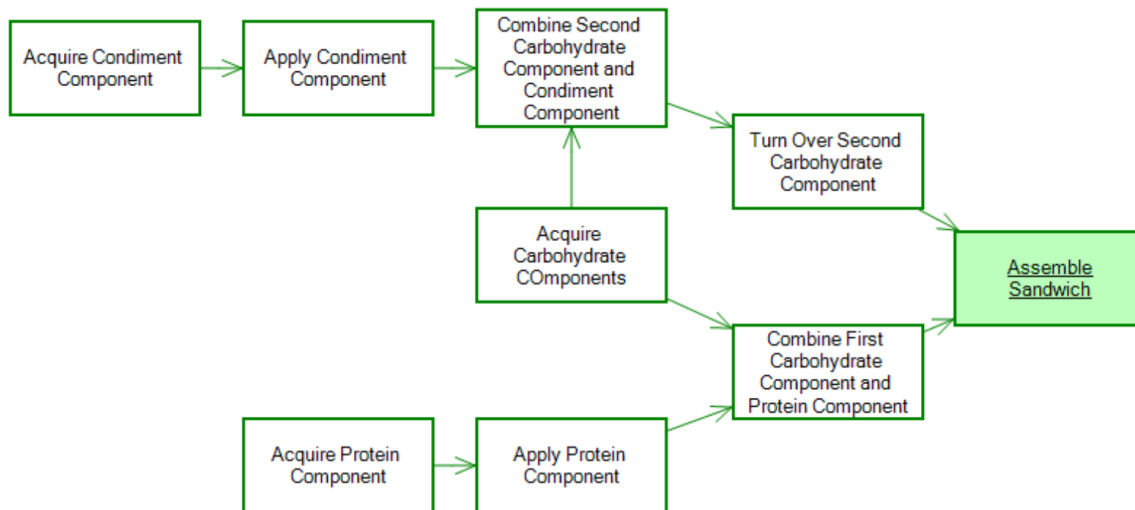 Acquire Condiment
Component
Apply Condiment
Component
Combine Second
Carbohydrate
Component and
Condiment
Component
Turn Over Second
Carbohydrate
Component
Acquire
Carbohydrate
COmponents
Assemble
Sandwich
Combine First
Carbohydrate
Component and
Protein Component
Acquire Protein
Component
Apply Protein
Component